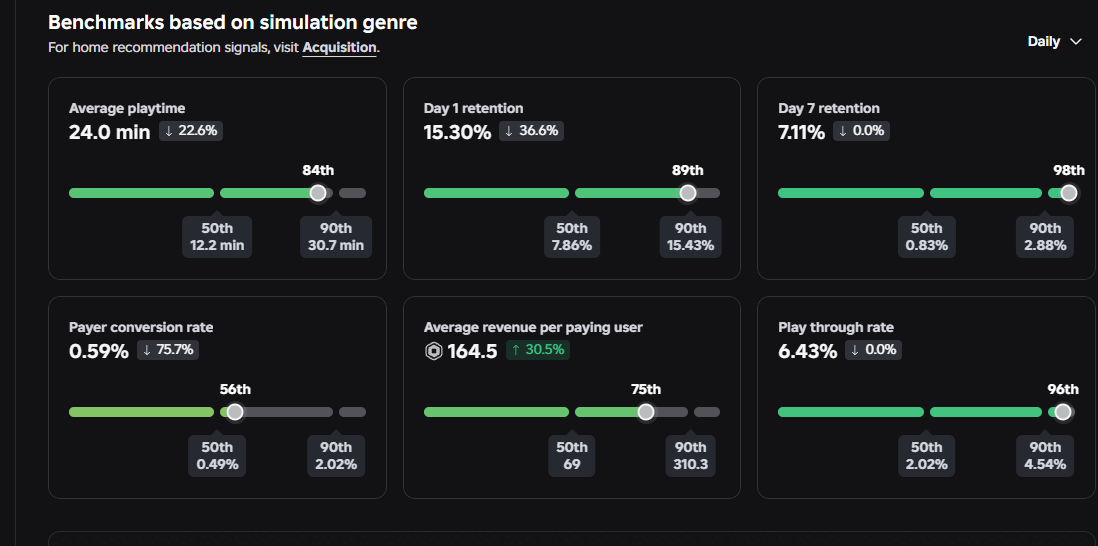 Benchmarks based on simulation genre
For home recommendation signals, visit Acquisition.
Daily
Average playtime
24.0 min ↓ 22.6%
84th
50th
12.2 min
90th
30.7 min
Day 1 retention
15.30% ↓ 36.6%
89th
50th
7.86%
90th
15.43%
Day 7 retention
7.11% ↓ 0.0%
98th
50th
0.83%
90th
2.88%
Payer conversion rate
0.59% ↓ 75.7%
56th
50th
0.49%
90th
2.02%
Average revenue per paying user
164.5 ↑ 30.5%
75th
50th
69
90th
310.3
Play through rate
6.43% ↓ 0.0%
96th
50th
2.02%
90th
4.54%